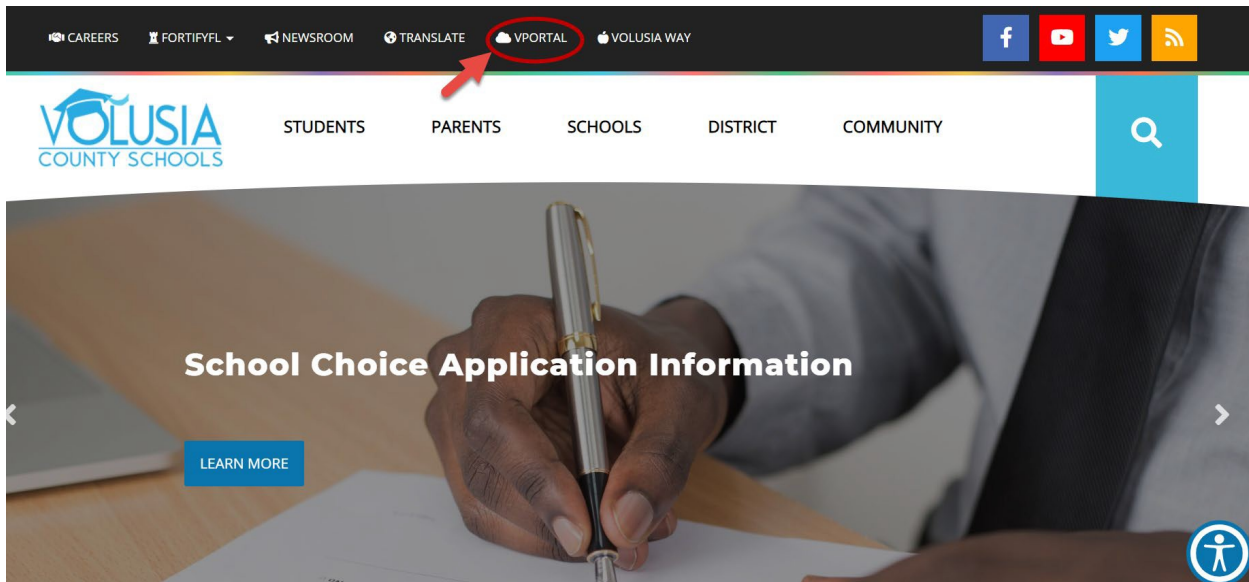 CAREERS FORTIFYFL NEWSROOM TRANSLATE VPORTAL VOLUSIA WAY
VOLUSIA
COUNTY SCHOOLS
STUDENTS PARENTS SCHOOLS DISTRICT COMMUNITY
School Choice Application Information
LEARN MORE